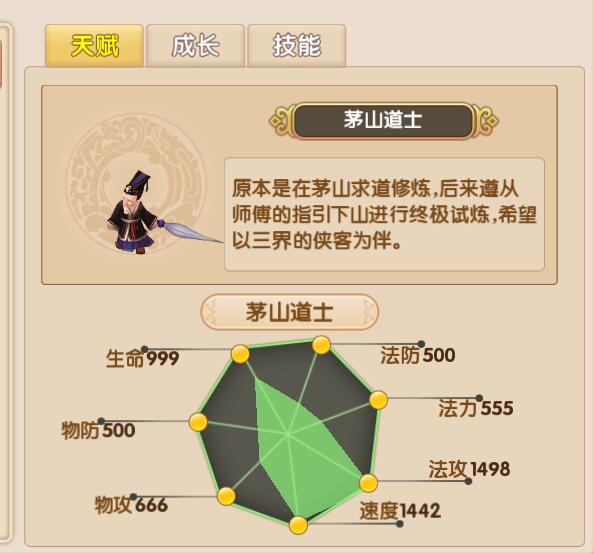 天赋 成长 技能
茅山道士
原本是在茅山求道修炼,后来遵从
师傅的指引下山进行终极试炼,希望
以三界的侠客为伴。
茅山道士
生命999
法防500
法力555
物防500
法攻1498
物攻666
速度1442